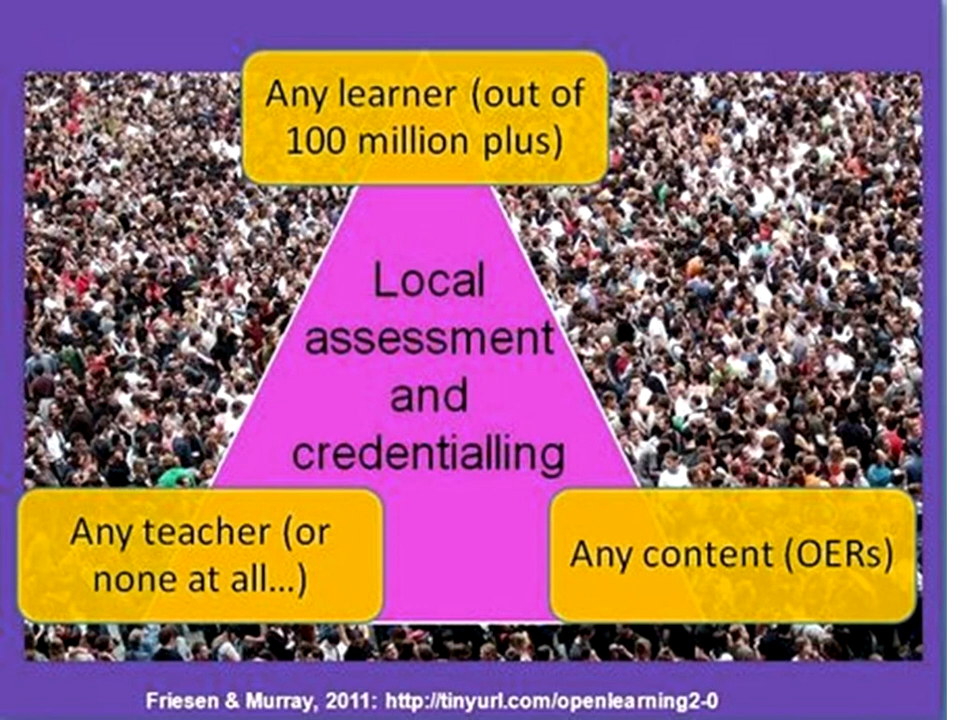 Any learner (out of
100 million plus)
Local
assessment
and
credentialling
Any teacher (or
none at all...)
Any content (OERs)
Friesen & Murray, 2011: http://tinyurl.com/openlearning2-0